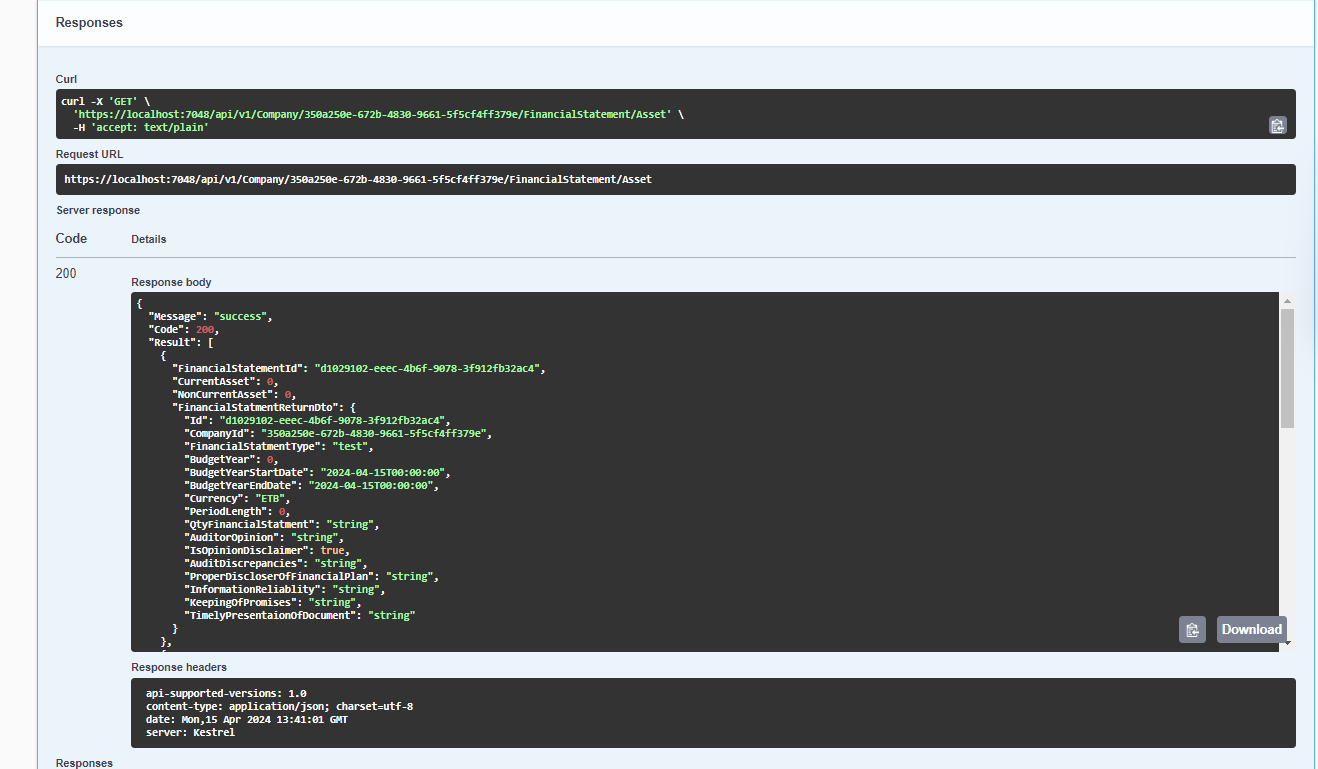 Responses
Curl
curl -X 'GET' \
'https://localhost:7048/api/v1/Company/350a250e-672b-4830-9661-5f5cf4ff379e/FinancialStatement/Asset' \
-H 'accept: text/plain'
Request URL
https://localhost:7048/api/v1/Company/350a250e-672b-4830-9661-5f5cf4ff379e/FinancialStatement/Asset
Server response
Code Details
200
Response body
{
"Message": "success",
"Code": 200,
"Result": [
{
"FinancialStatementId": "d1029102-eeec-4b6f-9078-3f912fb32ac4",
"CurrentAsset": 0,
"NonCurrentAsset": 0,
"FinancialStatmentReturnDto": {
"Id": "d1029102-eeec-4b6f-9078-3f912fb32ac4",
"CompanyId": "350a250e-672b-4830-9661-5f5cf4ff379e",
"FinancialStatmentType": "test",
"BudgetYear": 0,
"BudgetYearStartDate": "2024-04-15T00:00:00",
"BudgetYearEndDate": "2024-04-15T00:00:00",
"Currency": "ETB",
"PeriodLength": 0,
"QtyFinancialStatment": "string",
"AuditorOpinion": "string",
"IsOpinionDisclaimer": true,
"AuditDiscrepancies": "string",
"ProperDiscloserOfFinancialPlan": "string",
"InformationReliablity": "string",
"KeepingOfPromises": "string",
"TimelyPresentaionOfDocument": "string"
}
},
Download
Response headers
api-supported-versions: 1.0
content-type: application/json; charset=utf-8
date: Mon,15 Apr 2024 13:41:01 GMT
server: Kestrel
Responses